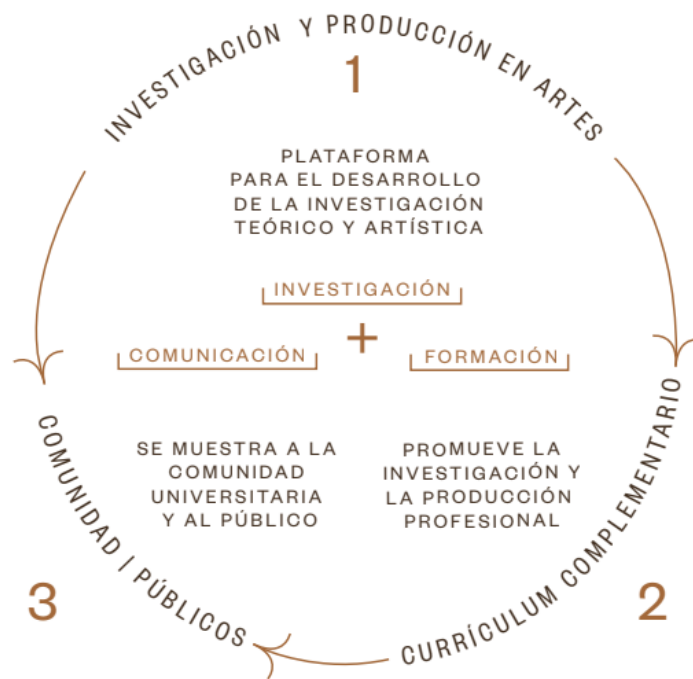 INVESTIGACIÓN Y PRODUCCIÓN EN ARTES
1
PLATAFORMA
PARA EL DESARROLLO
DE LA INVESTIGACIÓN
TEÓRICO Y ARTÍSTICA
INVESTIGACIÓN
+
COMUNICACIÓN
FORMACIÓN
SE MUESTRA A LA
COMUNIDAD
UNIVERSITARIA
Y AL PÚBLICO
PROMUEVE LA
INVESTIGACIÓN Y
LA PRODUCCIÓN
PROFESIONAL
CURRÍCULUM COMPLEMENTARIO
2
COMUNIDAD | PÚBLICOS
3